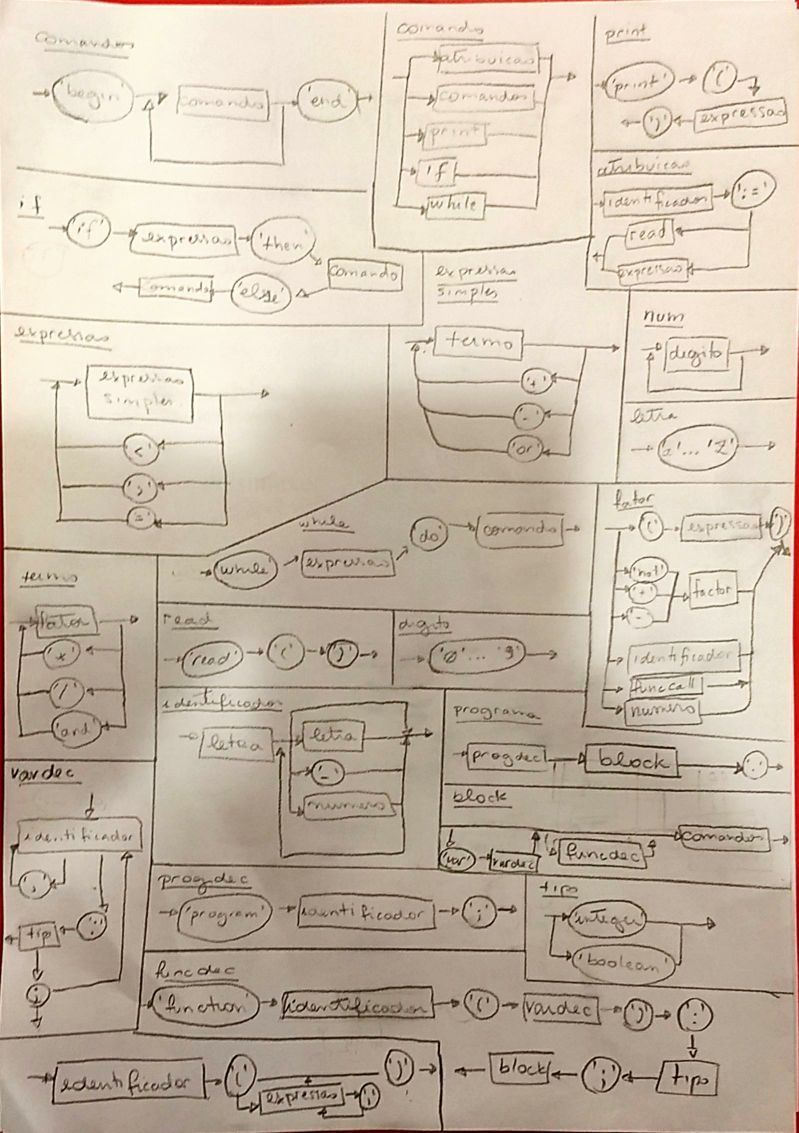 comandos
'begin'
comando
'end'
comando
atribuicao
comandos
print
if
while
print
'print'
'('
')'
expressao
atribuicao
identificador
':='
read
expressao
if
'if'
expressao
'then'
comando
'else'
comando
expressao
expressao
simples
'<'
'='
expressao
simples
termo
'+'
'-'
'or'
num
digito
letra
'a'...'Z'
while
'while'
expressao
'do'
comando
fator
'('
expressao
')'
'not'
'+'
'-'
factor
identificador
funccall
numero
termo
fator
'*'
'/'
'and'
read
'read'
'('
')'
digito
'0'...'9'
identificador
letra
letra
'_'
numero
programa
progdec
block
'.'
block
'var'
vardec
funcdec
comandos
vardec
identificador
','
':'
tipo
';'
progdec
'program'
identificador
';'
tipo
'integer'
'boolean'
funcdec
'function'
identificador
'('
vardec
')'
':'
tipo
';'
block
identificador
'('
expressao
','
')'